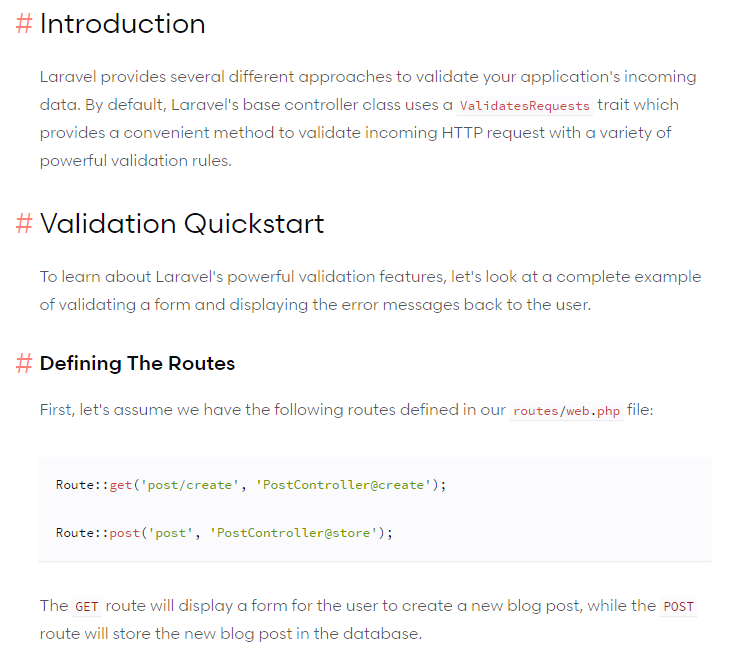 # Introduction
Laravel provides several different approaches to validate your application's incoming
data. By default, Laravel's base controller class uses a ValidatesRequests trait which
provides a convenient method to validate incoming HTTP request with a variety of
powerful validation rules.
# Validation Quickstart
To learn about Laravel's powerful validation features, let's look at a complete example
of validating a form and displaying the error messages back to the user.
# Defining The Routes
First, let's assume we have the following routes defined in our routes/web.php file:
Route::get('post/create', 'PostController@create');
Route::post('post', 'PostController@store');
The GET route will display a form for the user to create a new blog post, while the POST
route will store the new blog post in the database.